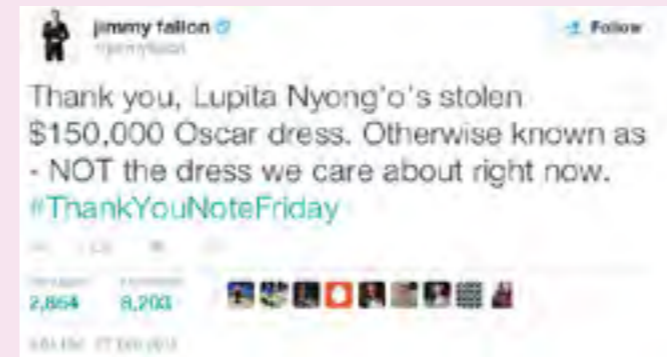 jimmy fallon
Follow
Thank you, Lupita Nyong'o's stolen
$150,000 Oscar dress. Otherwise known as
- NOT the dress we care about right now.
#ThankYouNoteFriday
2,864 8,203